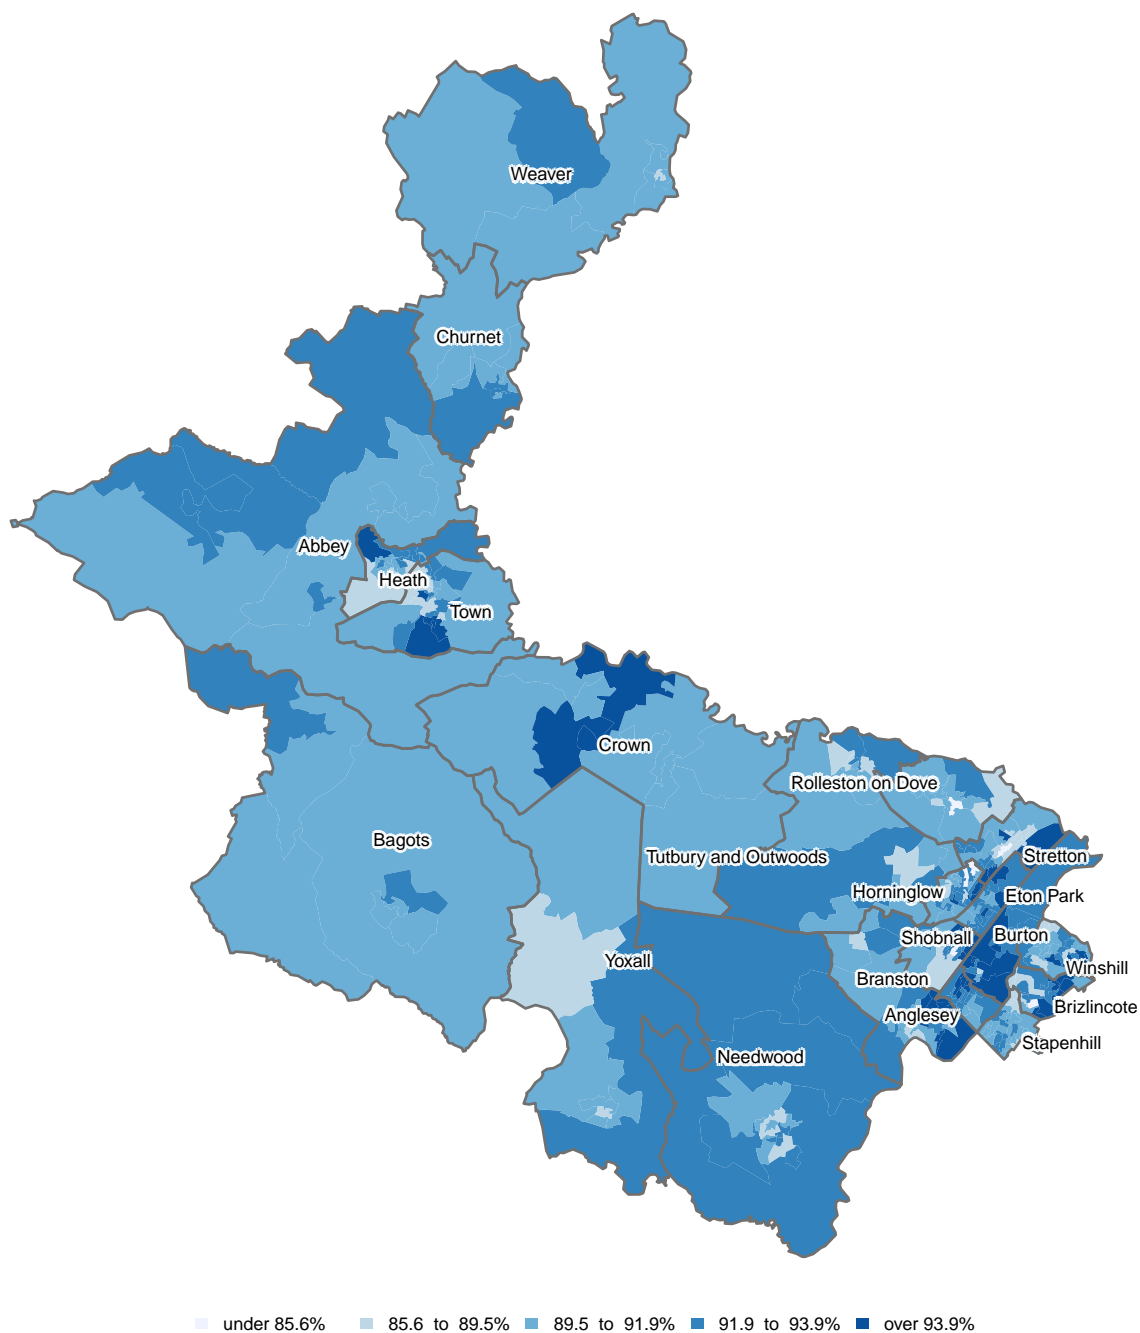 Weaver
Churnet
Abbey
Heath
Town
Crown
Rolleston on Dove
Bagots
Tutbury and Outwoods
Stretton
Horninglow
Eton Park
Shobnall
Burton
Yoxall
Winshill
Branston
Brizlincote
Anglesey
Stapenhill
Needwood
under 85.6% 85.6 to 89.5% 89.5 to 91.9% 91.9 to 93.9% over 93.9%